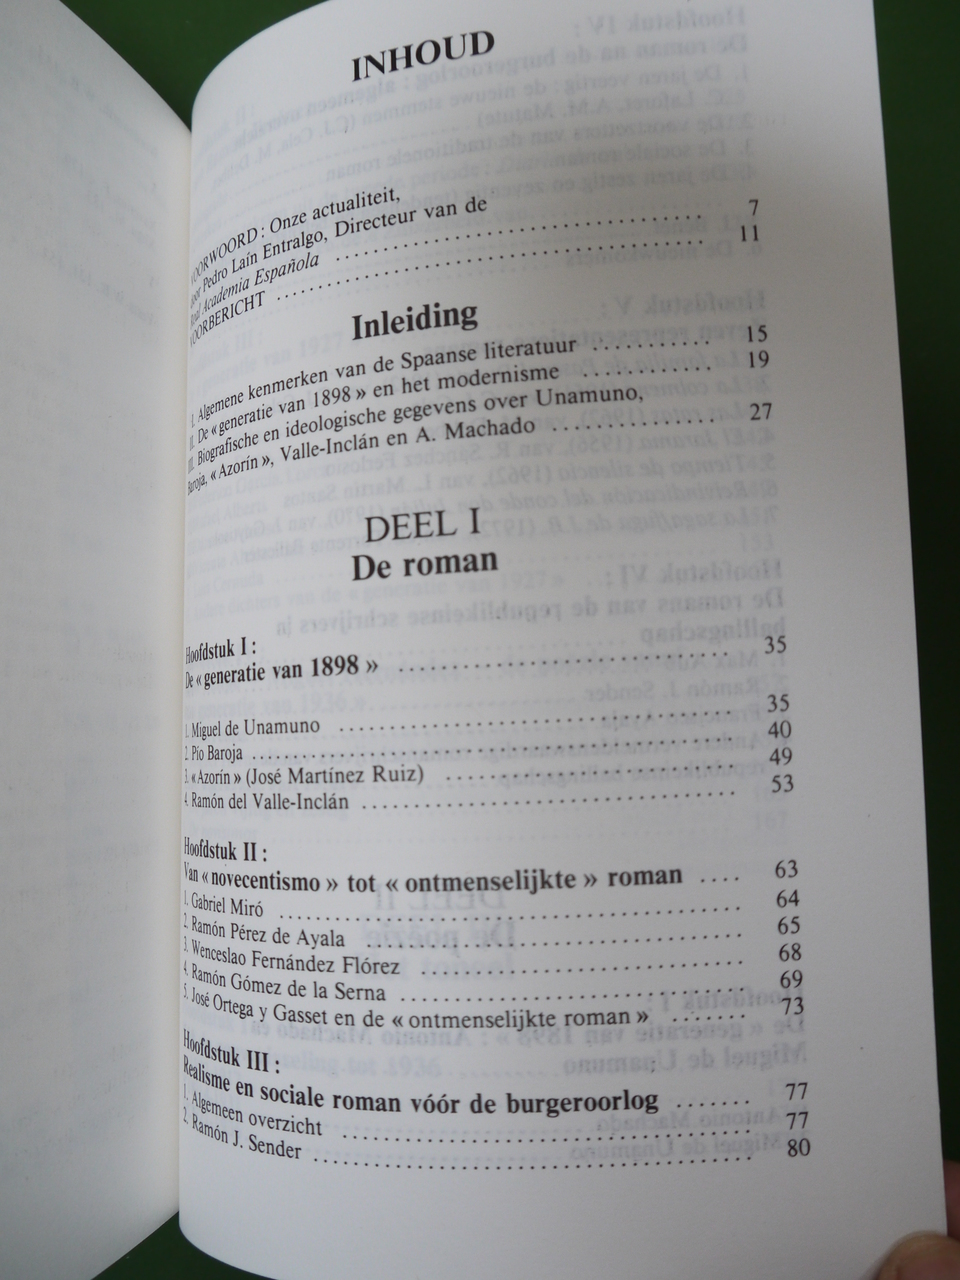 INHOUD
VOORWOORD : Onze actualiteit,
door Pedro Laín Entralgo, Directeur van de
Real Academia Española .......... 7
VOORBERICHT .......... 11
Inleiding
I. Algemene kenmerken van de Spaanse literatuur .......... 15
II. De « generatie van 1898 » en het modernisme .......... 19
III. Biografische en ideologische gegevens over Unamuno,
Baroja, « Azorín », Valle-Inclán en A. Machado .......... 27
DEEL I
De roman
Hoofdstuk I :
De « generatie van 1898 » .......... 35
1. Miguel de Unamuno .......... 35
2. Pío Baroja .......... 40
3. « Azorín » (José Martínez Ruiz) .......... 49
4. Ramón del Valle-Inclán .......... 53
Hoofdstuk II :
Van « novecentismo » tot « ontmenselijkte » roman .... 63
1. Gabriel Miró .......... 64
2. Ramón Pérez de Ayala .......... 65
3. Wenceslao Fernández Flórez .......... 68
4. Ramón Gómez de la Serna .......... 69
5. José Ortega y Gasset en de « ontmenselijkte roman » ....... 73
Hoofdstuk III :
Realisme en sociale roman vóór de burgeroorlog ....... 77
1. Algemeen overzicht .......... 77
2. Ramón J. Sender .......... 80